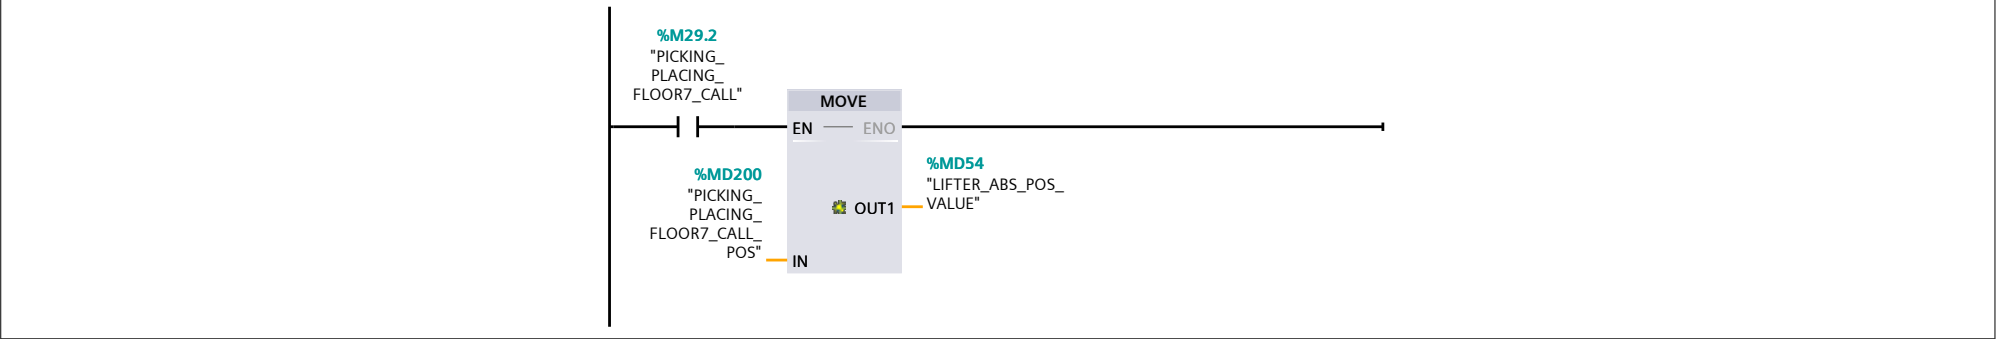 %M29.2
"PICKING_
PLACING_
FLOOR7_CALL"
MOVE
EN ENO
%MD200
"PICKING_
PLACING_
FLOOR7_CALL_
POS"
IN
OUT1
%MD54
"LIFTER_ABS_POS_
VALUE"